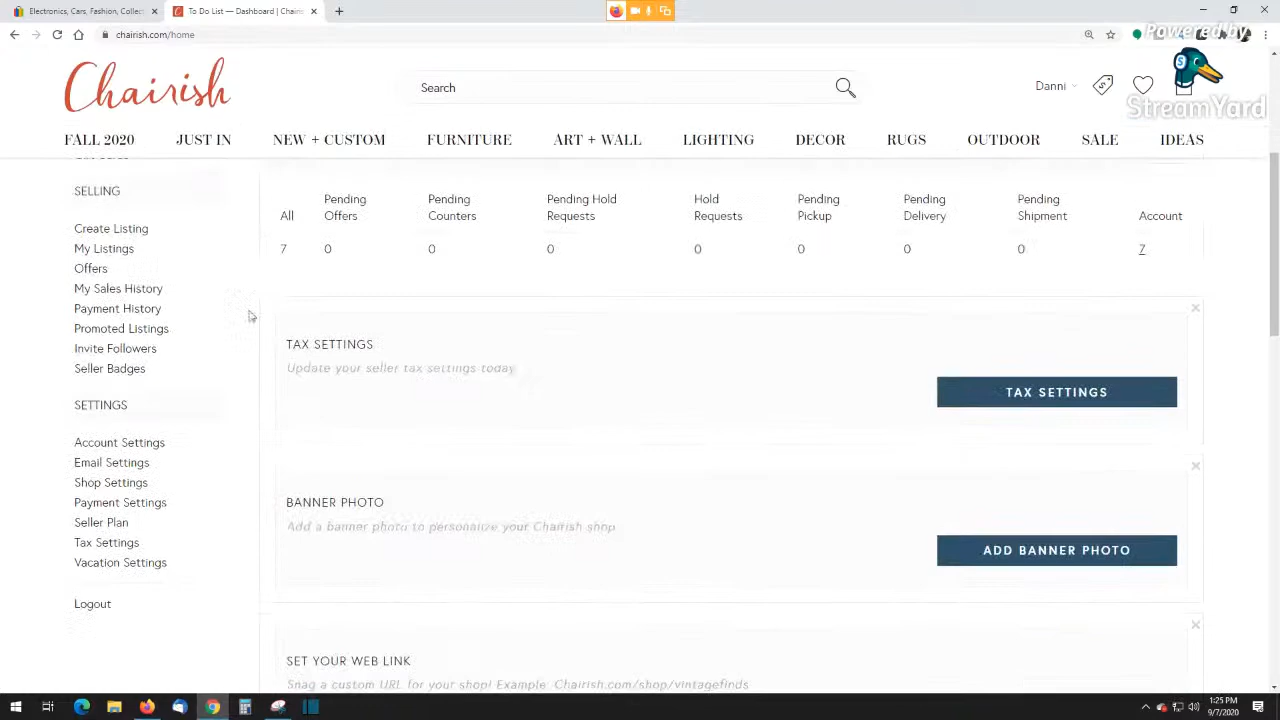 Electronics, Cars, Fashion, Collect
To Do List — Dashboard | Chairis
chairish.com/home
Powered by
StreamYard
Chairish
Search
Danni
FALL 2020 JUST IN NEW + CUSTOM FURNITURE ART + WALL LIGHTING DECOR RUGS OUTDOOR SALE IDEAS
SELLING
Create Listing
My Listings
Offers
My Sales History
Payment History
Promoted Listings
Invite Followers
Seller Badges
SETTINGS
Account Settings
Email Settings
Shop Settings
Payment Settings
Seller Plan
Tax Settings
Vacation Settings
Logout
All
7
Pending
Offers
0
Pending
Counters
0
Pending Hold
Requests
0
Hold
Requests
0
Pending
Pickup
0
Pending
Delivery
0
Pending
Shipment
0
Account
7
TAX SETTINGS
Update your seller tax settings today
TAX SETTINGS
BANNER PHOTO
Add a banner photo to personalize your Chairish shop
ADD BANNER PHOTO
SET YOUR WEB LINK
Snag a custom URL for your shop! Example: Chairish.com/shop/vintagefinds
1:25 PM
9/7/2020